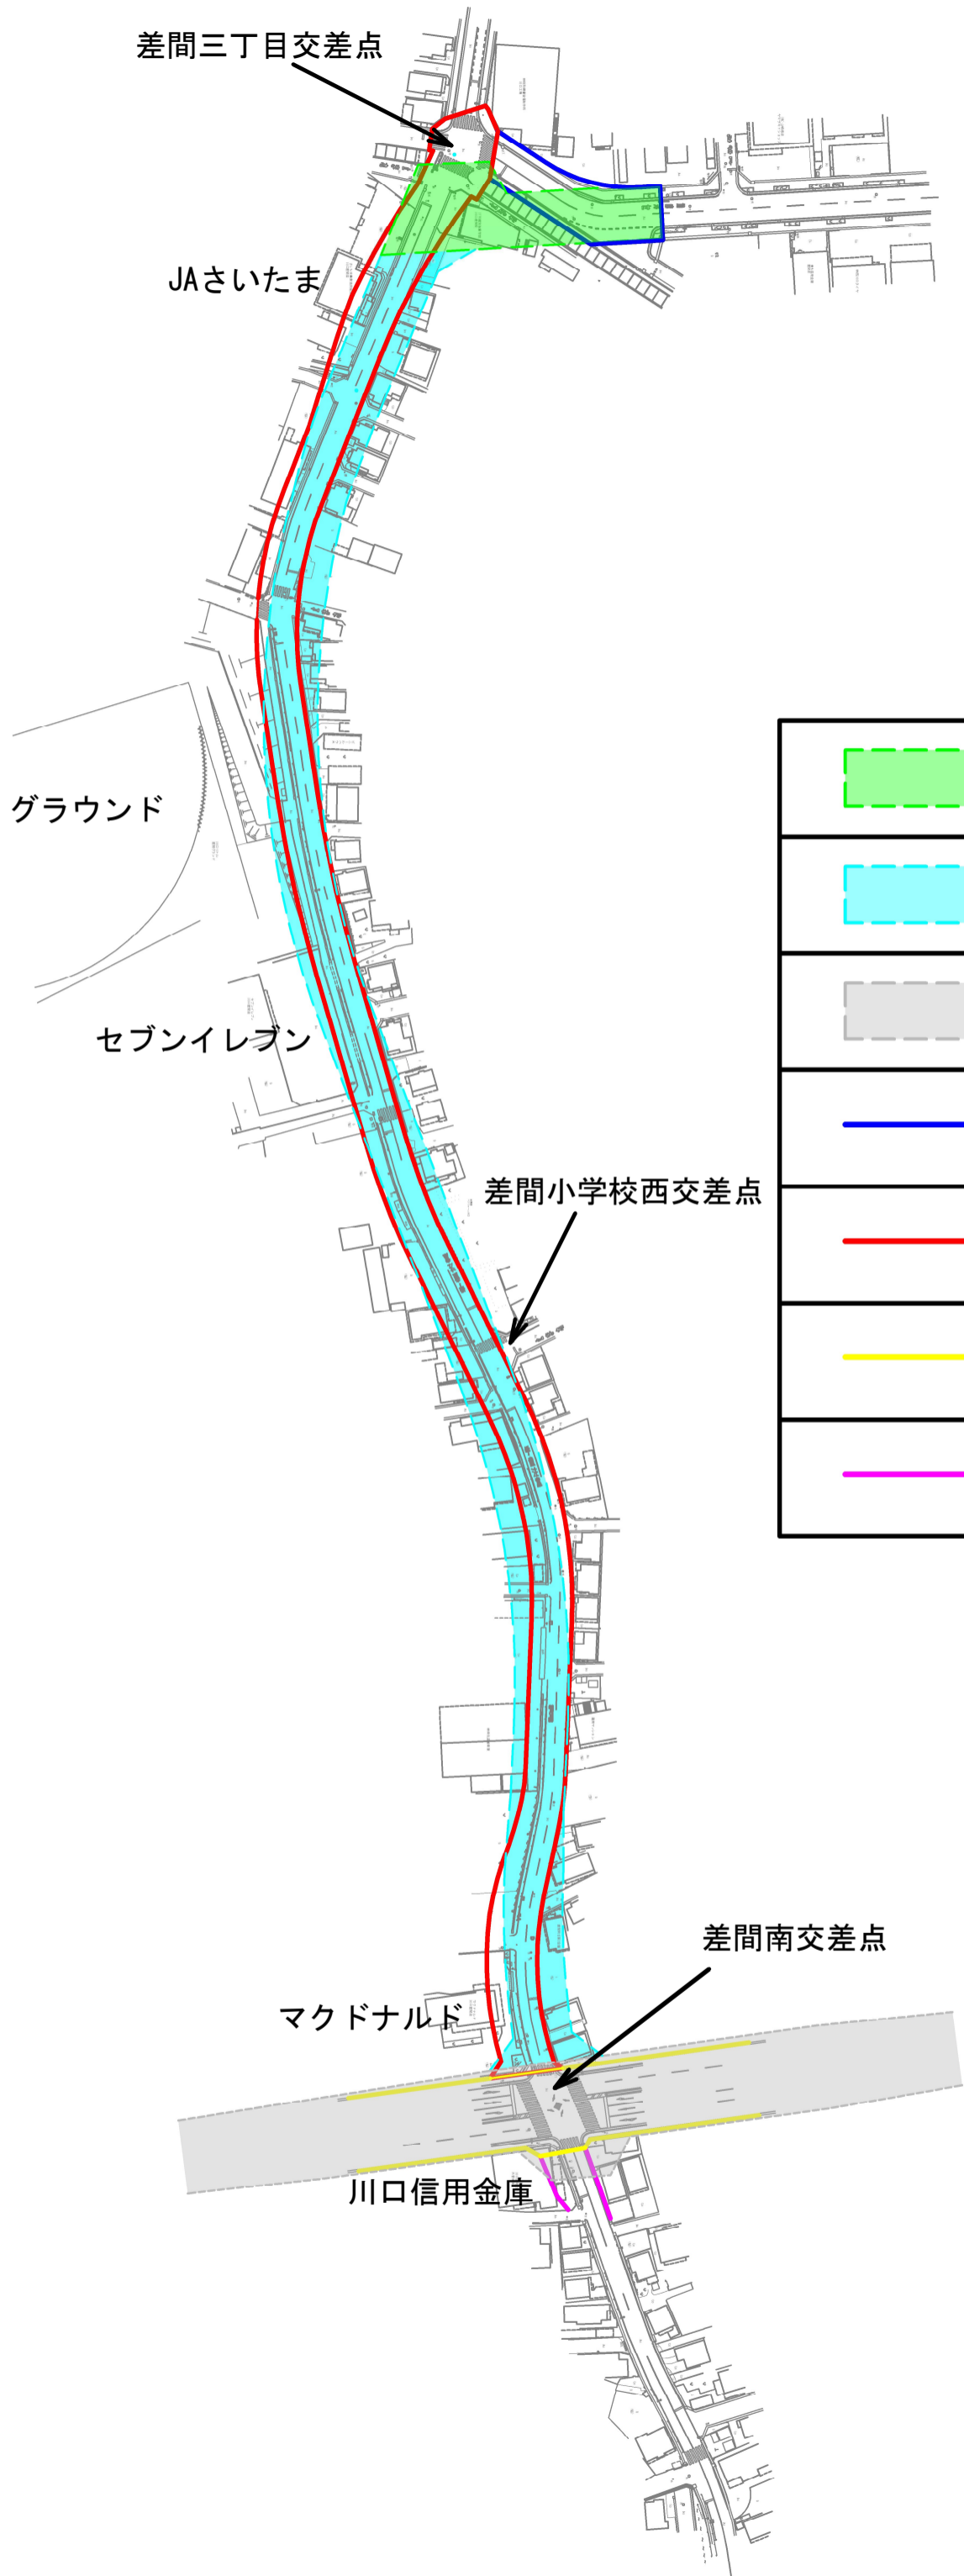 差間三丁目交差点
JAさいたま
グラウンド
セブンイレブン
差間小学校西交差点
差間南交差点
マクドナルド
川口信用金庫